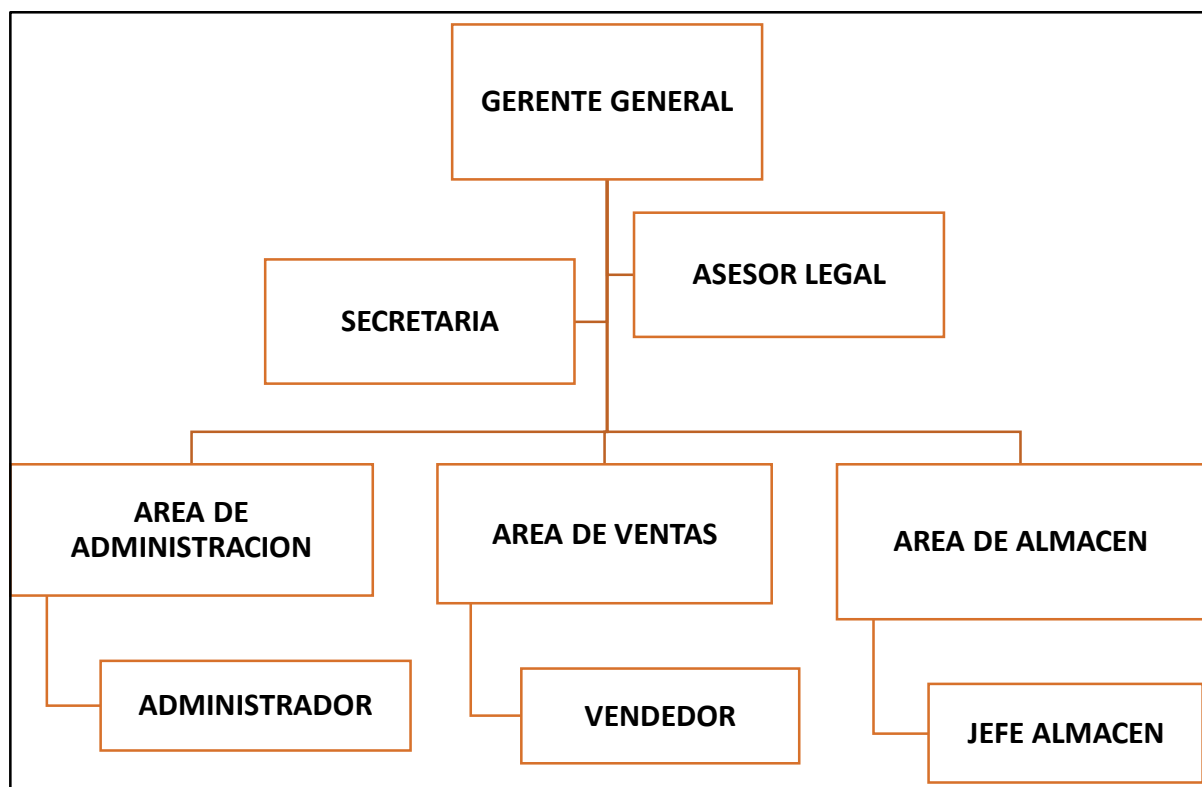 GERENTE GENERAL
ASESOR LEGAL
SECRETARIA
AREA DE
ADMINISTRACION
AREA DE VENTAS
AREA DE ALMACEN
ADMINISTRADOR
VENDEDOR
JEFE ALMACEN